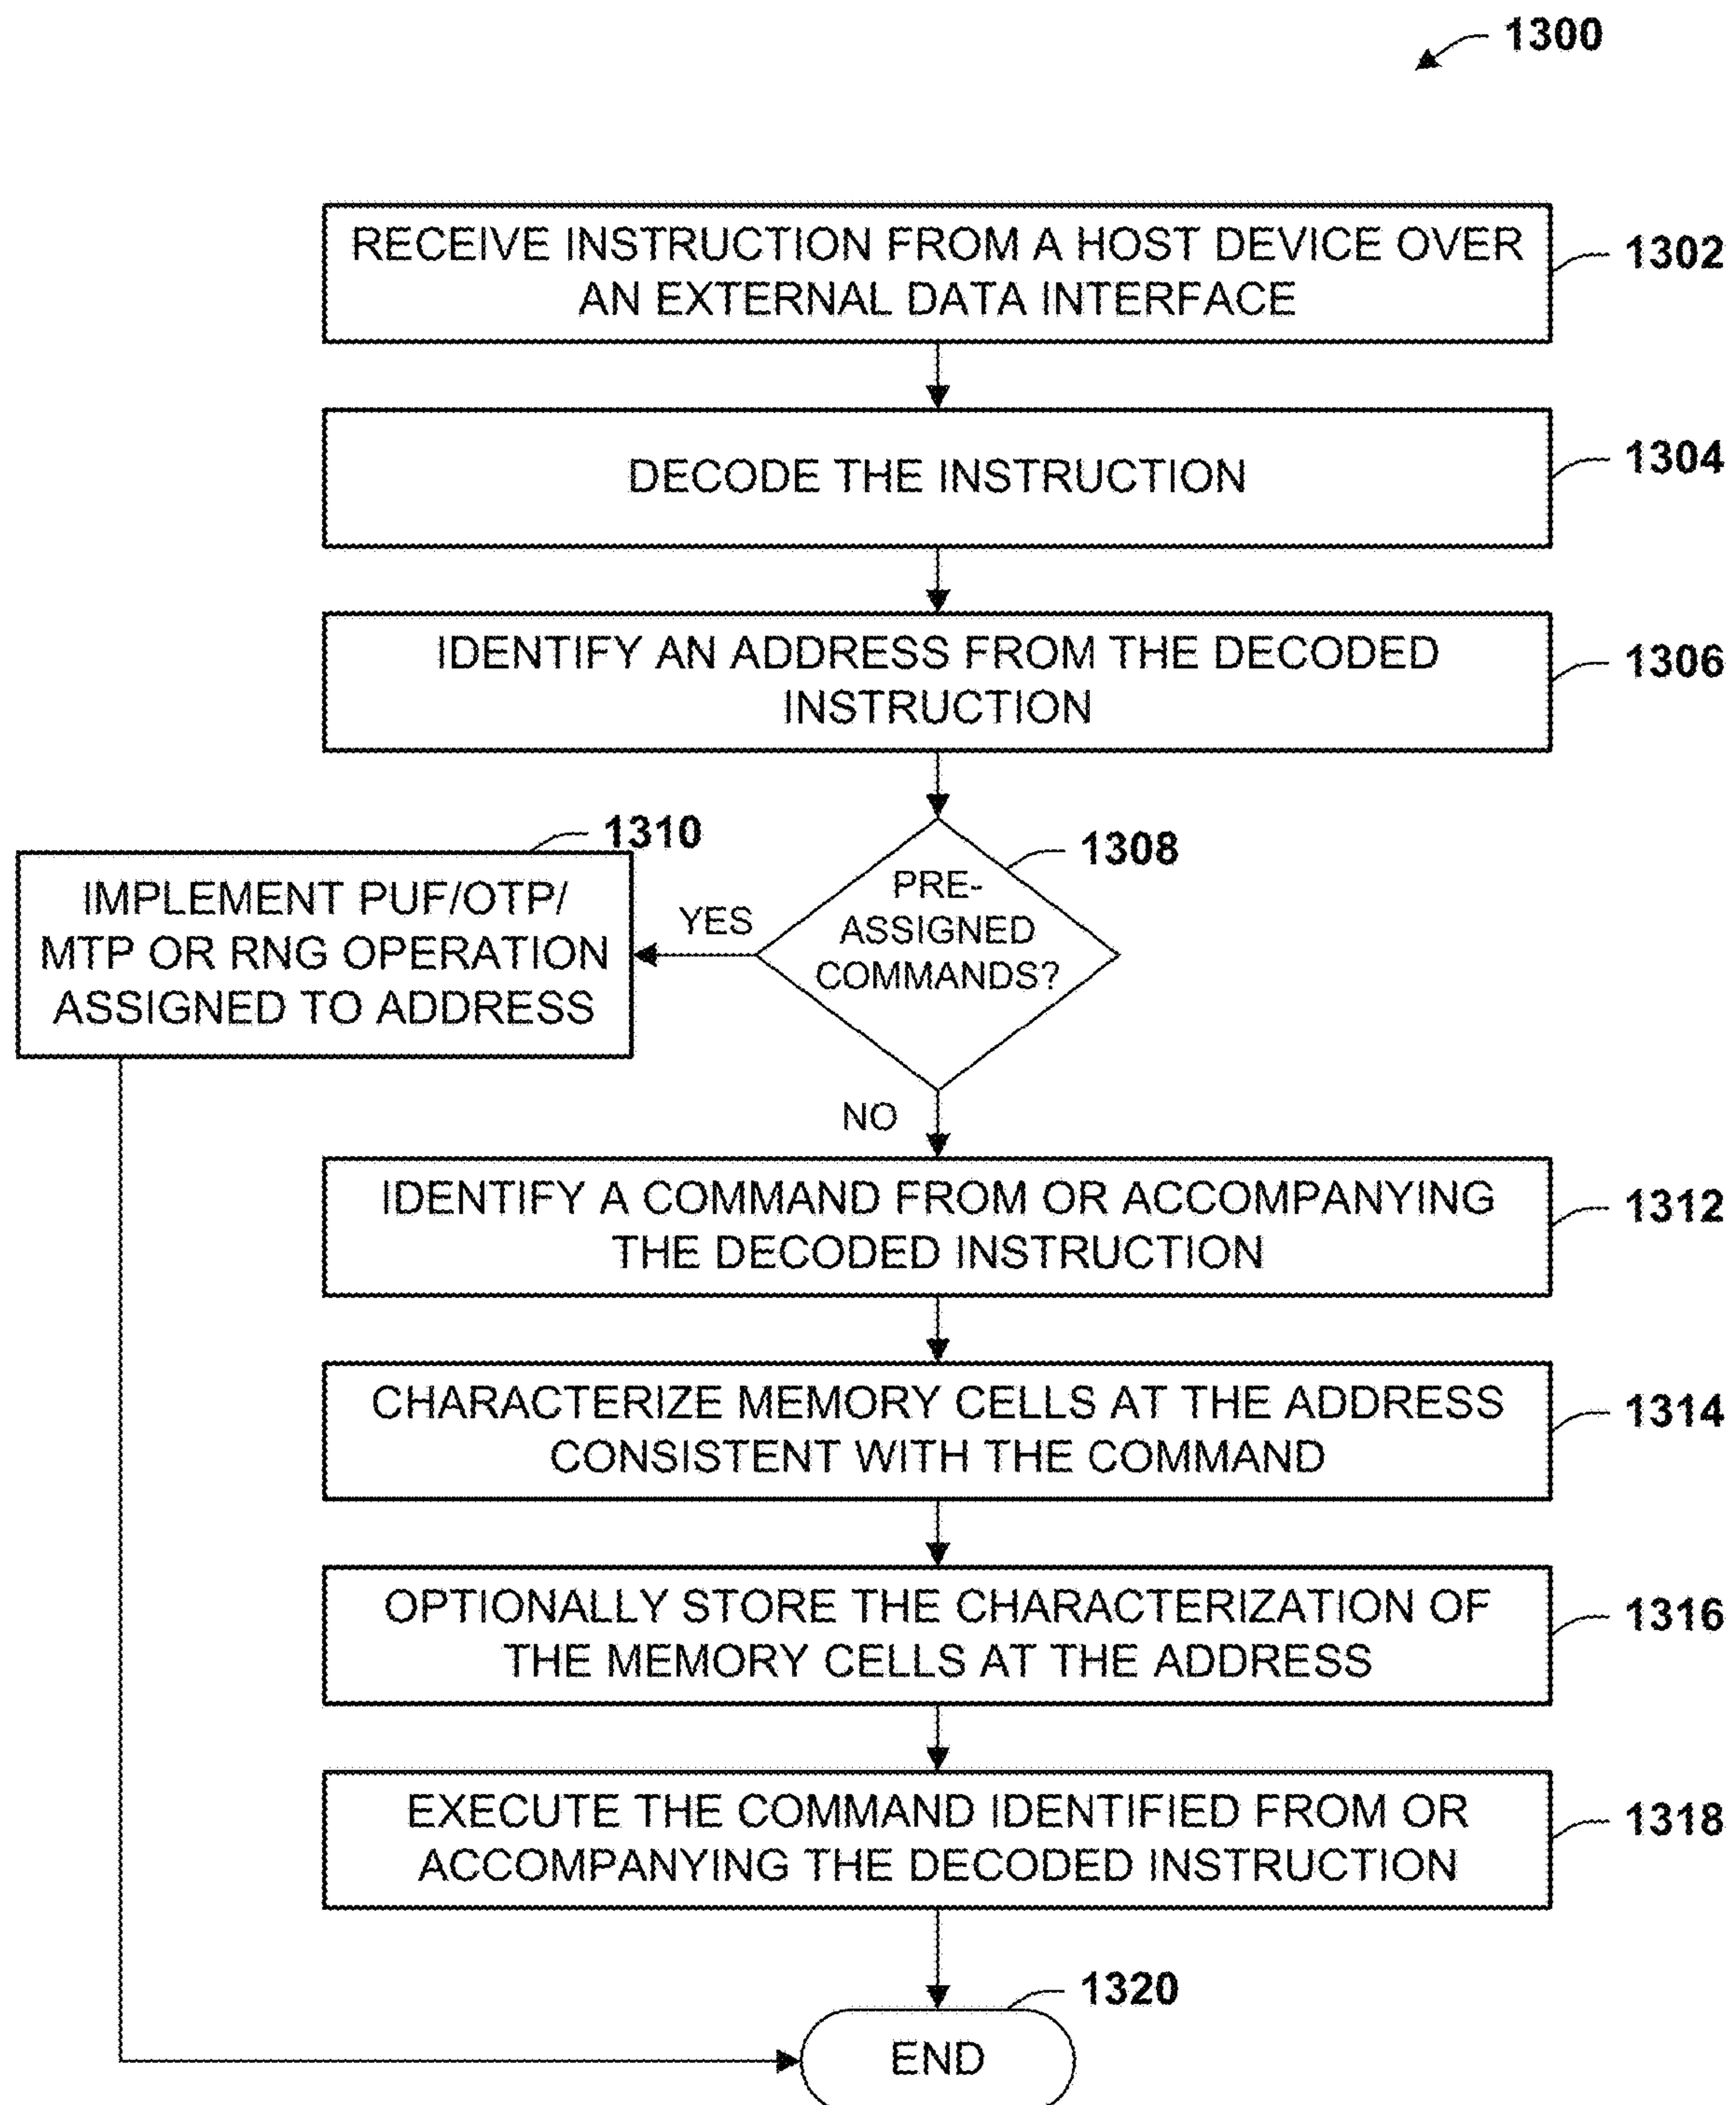 1300
RECEIVE INSTRUCTION FROM A HOST DEVICE OVER
AN EXTERNAL DATA INTERFACE
1302
DECODE THE INSTRUCTION
1304
IDENTIFY AN ADDRESS FROM THE DECODED
INSTRUCTION
1306
1310
IMPLEMENT PUF/OTP/
MTP OR RNG OPERATION
ASSIGNED TO ADDRESS
YES
1308
PRE-
ASSIGNED
COMMANDS?
NO
IDENTIFY A COMMAND FROM OR ACCOMPANYING
THE DECODED INSTRUCTION
1312
CHARACTERIZE MEMORY CELLS AT THE ADDRESS
CONSISTENT WITH THE COMMAND
1314
OPTIONALLY STORE THE CHARACTERIZATION OF
THE MEMORY CELLS AT THE ADDRESS
1316
EXECUTE THE COMMAND IDENTIFIED FROM OR
ACCOMPANYING THE DECODED INSTRUCTION
1318
1320
END